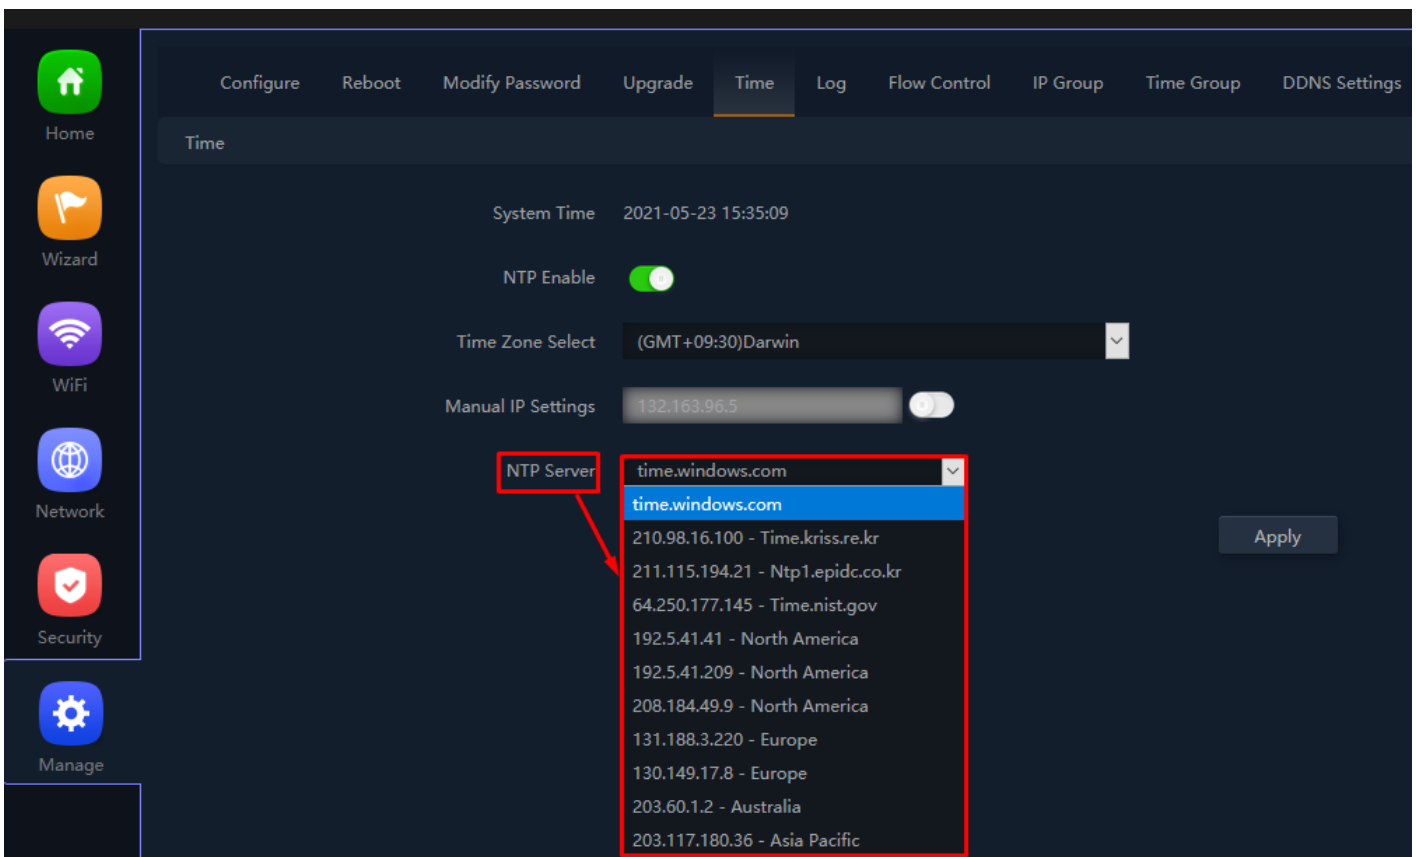 Home
Wizard
WiFi
Network
Security
Manage
Configure Reboot Modify Password Upgrade Time Log Flow Control IP Group Time Group DDNS Settings
Time
System Time 2021-05-23 15:35:09
NTP Enable
Time Zone Select (GMT+09:30)Darwin
Manual IP Settings 132.163.96.5
NTP Server time.windows.com
time.windows.com
210.98.16.100 - Time.kriss.re.kr
211.115.194.21 - Ntp1.epidc.co.kr
64.250.177.145 - Time.nist.gov
192.5.41.41 - North America
192.5.41.209 - North America
208.184.49.9 - North America
131.188.3.220 - Europe
130.149.17.8 - Europe
203.60.1.2 - Australia
203.117.180.36 - Asia Pacific
Apply